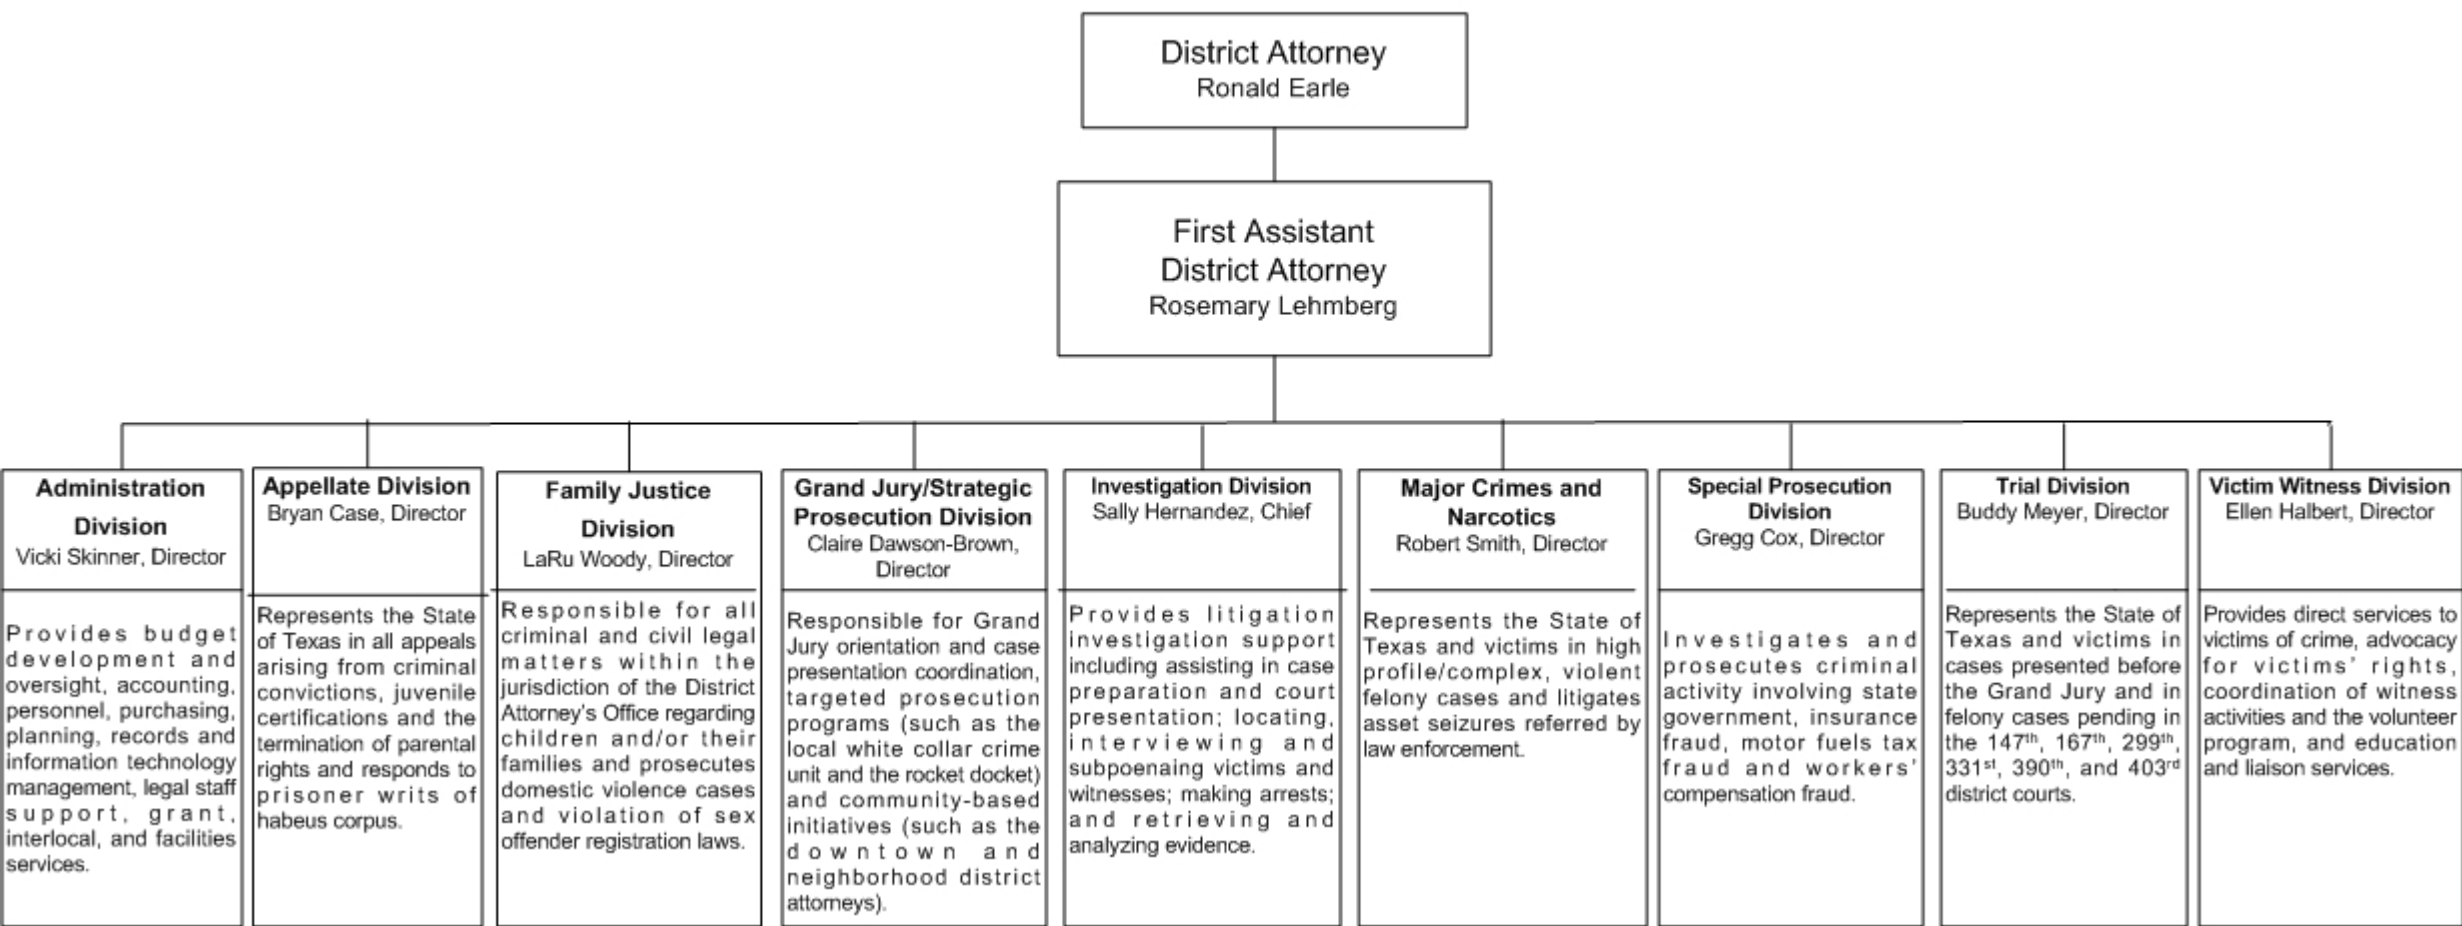 District Attorney
Ronald Earle
First Assistant
District Attorney
Rosemary Lehmberg
Administration
Division
Vicki Skinner, Director
Provides budget
development and
oversight, accounting,
personnel, purchasing,
planning, records and
information technology
management, legal staff
support, grant,
interlocal, and facilities
services.
Appellate Division
Bryan Case, Director
Represents the State
of Texas in all appeals
arising from criminal
convictions, juvenile
certifications and the
termination of parental
rights and responds to
prisoner writs of
habeus corpus.
Family Justice
Division
LaRu Woody, Director
Responsible for all
criminal and civil legal
matters within the
jurisdiction of the District
Attorney's Office regarding
children and/or their
families and prosecutes
domestic violence cases
and violation of sex
offender registration laws.
Grand Jury/Strategic
Prosecution Division
Claire Dawson-Brown,
Director
Responsible for Grand
Jury orientation and case
presentation coordination,
targeted prosecution
programs (such as the
local white collar crime
unit and the rocket docket)
and community-based
initiatives (such as the
downtown and
neighborhood district
attorneys).
Investigation Division
Sally Hernandez, Chief
Provides litigation
investigation support
including assisting in case
preparation and court
presentation; locating,
interviewing and
subpoenaing victims and
witnesses; making arrests;
and retrieving and
analyzing evidence.
Major Crimes and
Narcotics
Robert Smith, Director
Represents the State of
Texas and victims in high
profile/complex, violent
felony cases and litigates
asset seizures referred by
law enforcement.
Special Prosecution
Division
Gregg Cox, Director
Investigates and
prosecutes criminal
activity involving state
government, insurance
fraud, motor fuels tax
fraud and workers'
compensation fraud.
Trial Division
Buddy Meyer, Director
Represents the State of
Texas and victims in
cases presented before
the Grand Jury and in
felony cases pending in
the 147th, 167th, 299th,
331st, 390th, and 403rd
district courts.
Victim Witness Division
Ellen Halbert, Director
Provides direct services to
victims of crime, advocacy
for victims' rights,
coordination of witness
activities and the volunteer
program, and education
and liaison services.